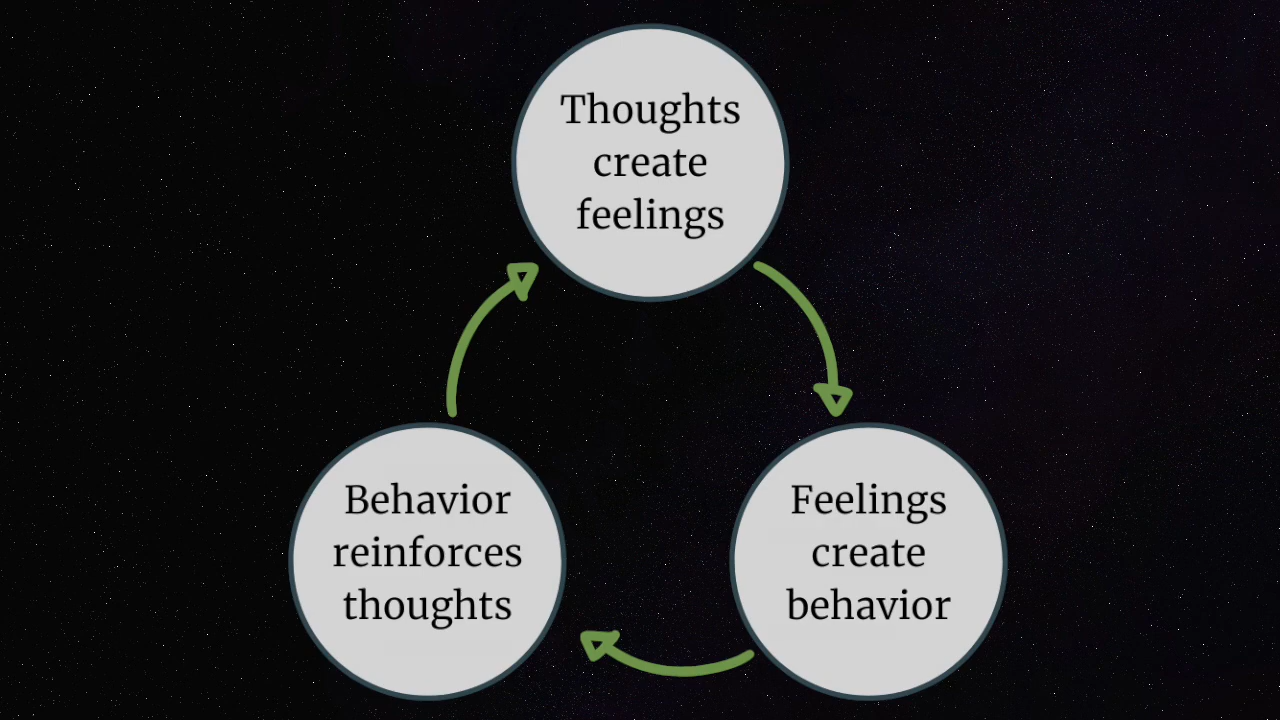 Thoughts
create
feelings
Behavior
reinforces
thoughts
Feelings
create
behavior